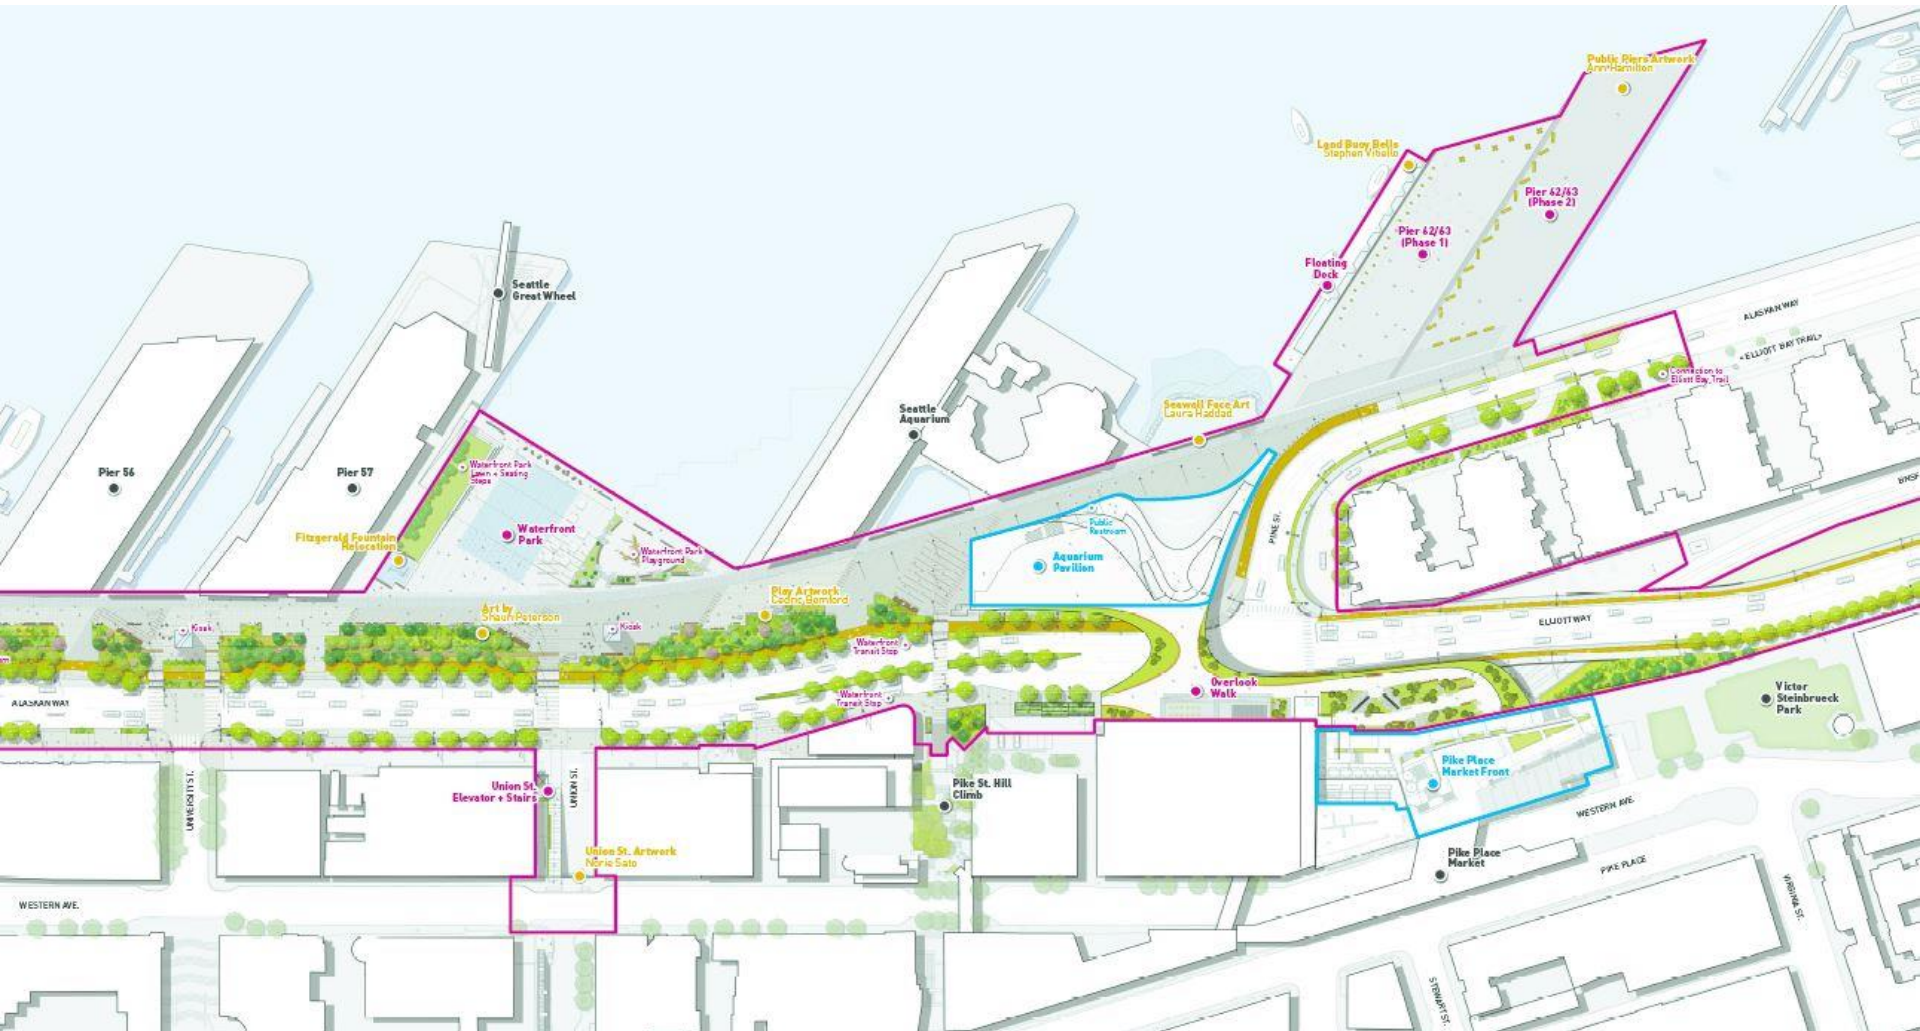 Public Piers Artwork
Ann Hamilton
Land Buoy Bells
Stephen Vitiello
Pier 62/63
(Phase 2)
Pier 62/63
(Phase 1)
Floating
Dock
Seattle
Great Wheel
ALASKAN WAY
<ELLIOTT BAY TRAIL>
Connection to
Elliott Bay Trail
Seattle
Aquarium
Seawall Face Art
Laura Haddad
Pier 56
Pier 57
Waterfront Park
Lawn + Seating
Steps
Waterfront
Park
Fitzgerald Fountain
Relocation
Waterfront Park
Playground
Public
Restroom
Aquarium
Pavilion
PINE ST.
Play Artwork
Art by
Shaun Peterson
Kiosk
Kiosk
Waterfront
Transit Stop
Waterfront
Transit Stop
ELLIOTT WAY
Overlook
Walk
Victor
Steinbrueck
Park
ALASKAN WAY
UNIVERSITY ST.
Union St.
Elevator + Stairs
UNION ST.
Pike St. Hill
Climb
Pike Place
Market Front
WESTERN AVE.
Union St. Artwork
Norie Sato
Pike Place
Market
PIKE PLACE
VIRGINIA ST.
WESTERN AVE.
STEWART ST.